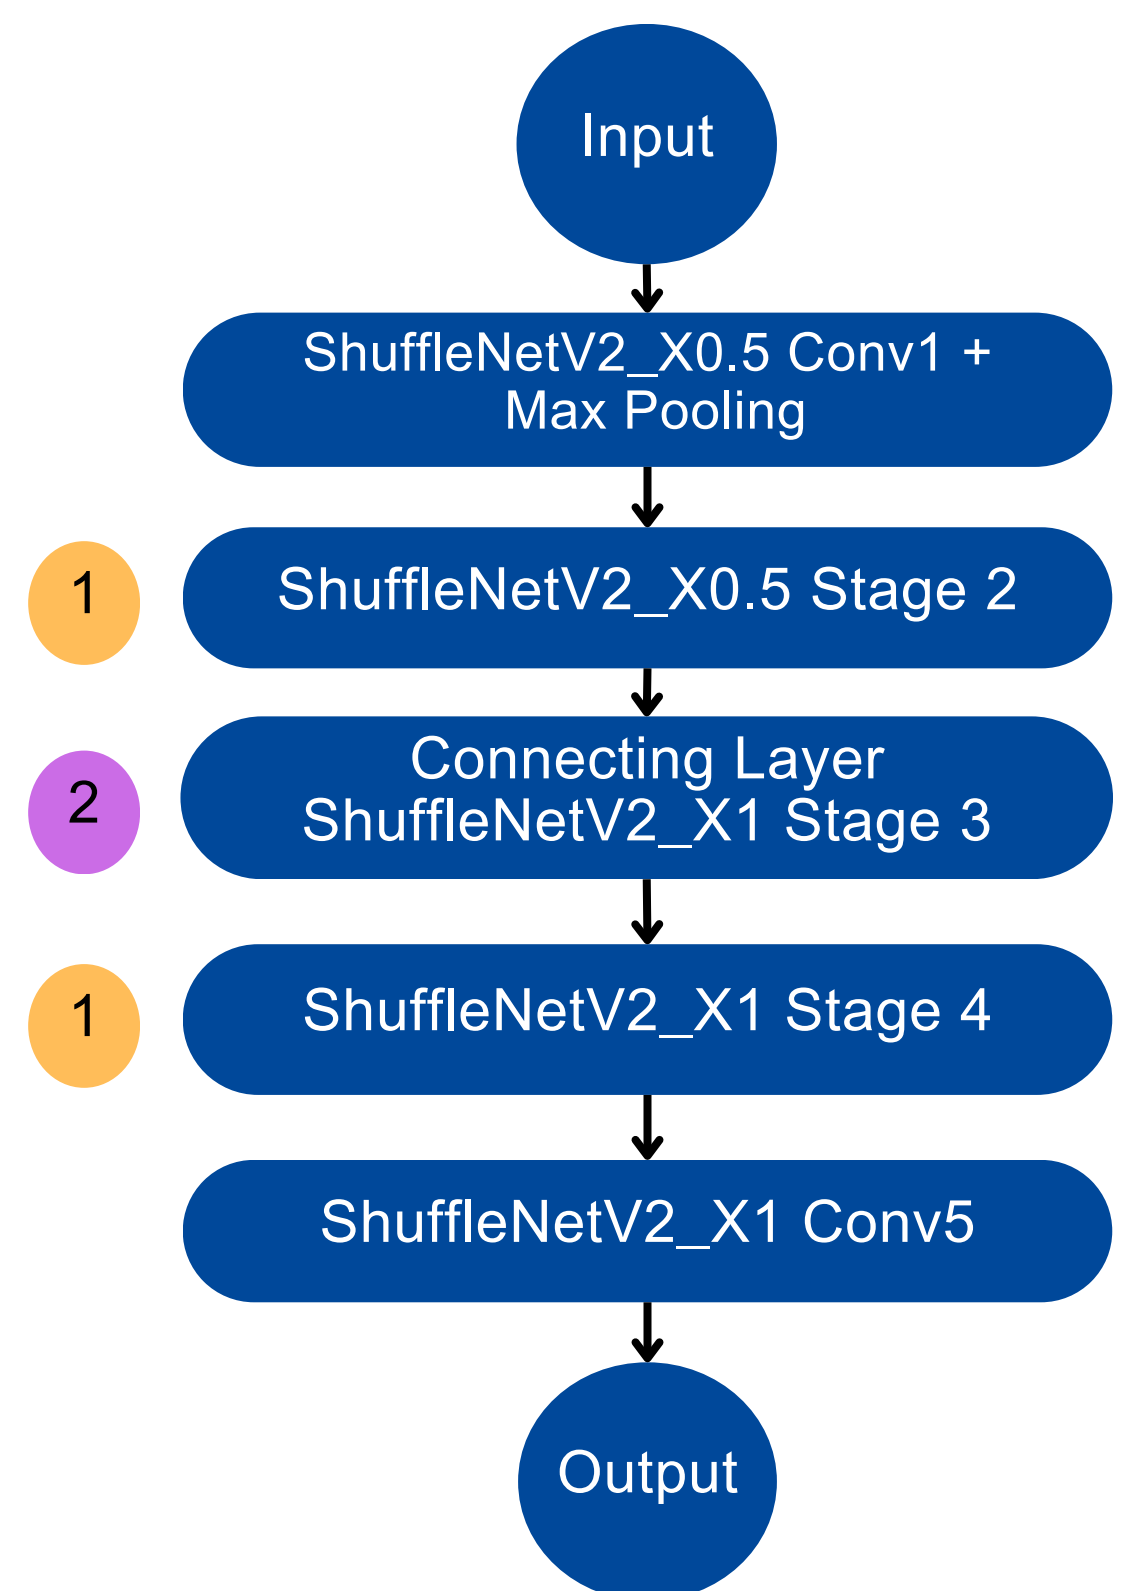 Input
ShuffleNetV2_X0.5 Conv1 +
Max Pooling
1
ShuffleNetV2_X0.5 Stage 2
2
Connecting Layer
ShuffleNetV2_X1 Stage 3
1
ShuffleNetV2_X1 Stage 4
ShuffleNetV2_X1 Conv5
Output